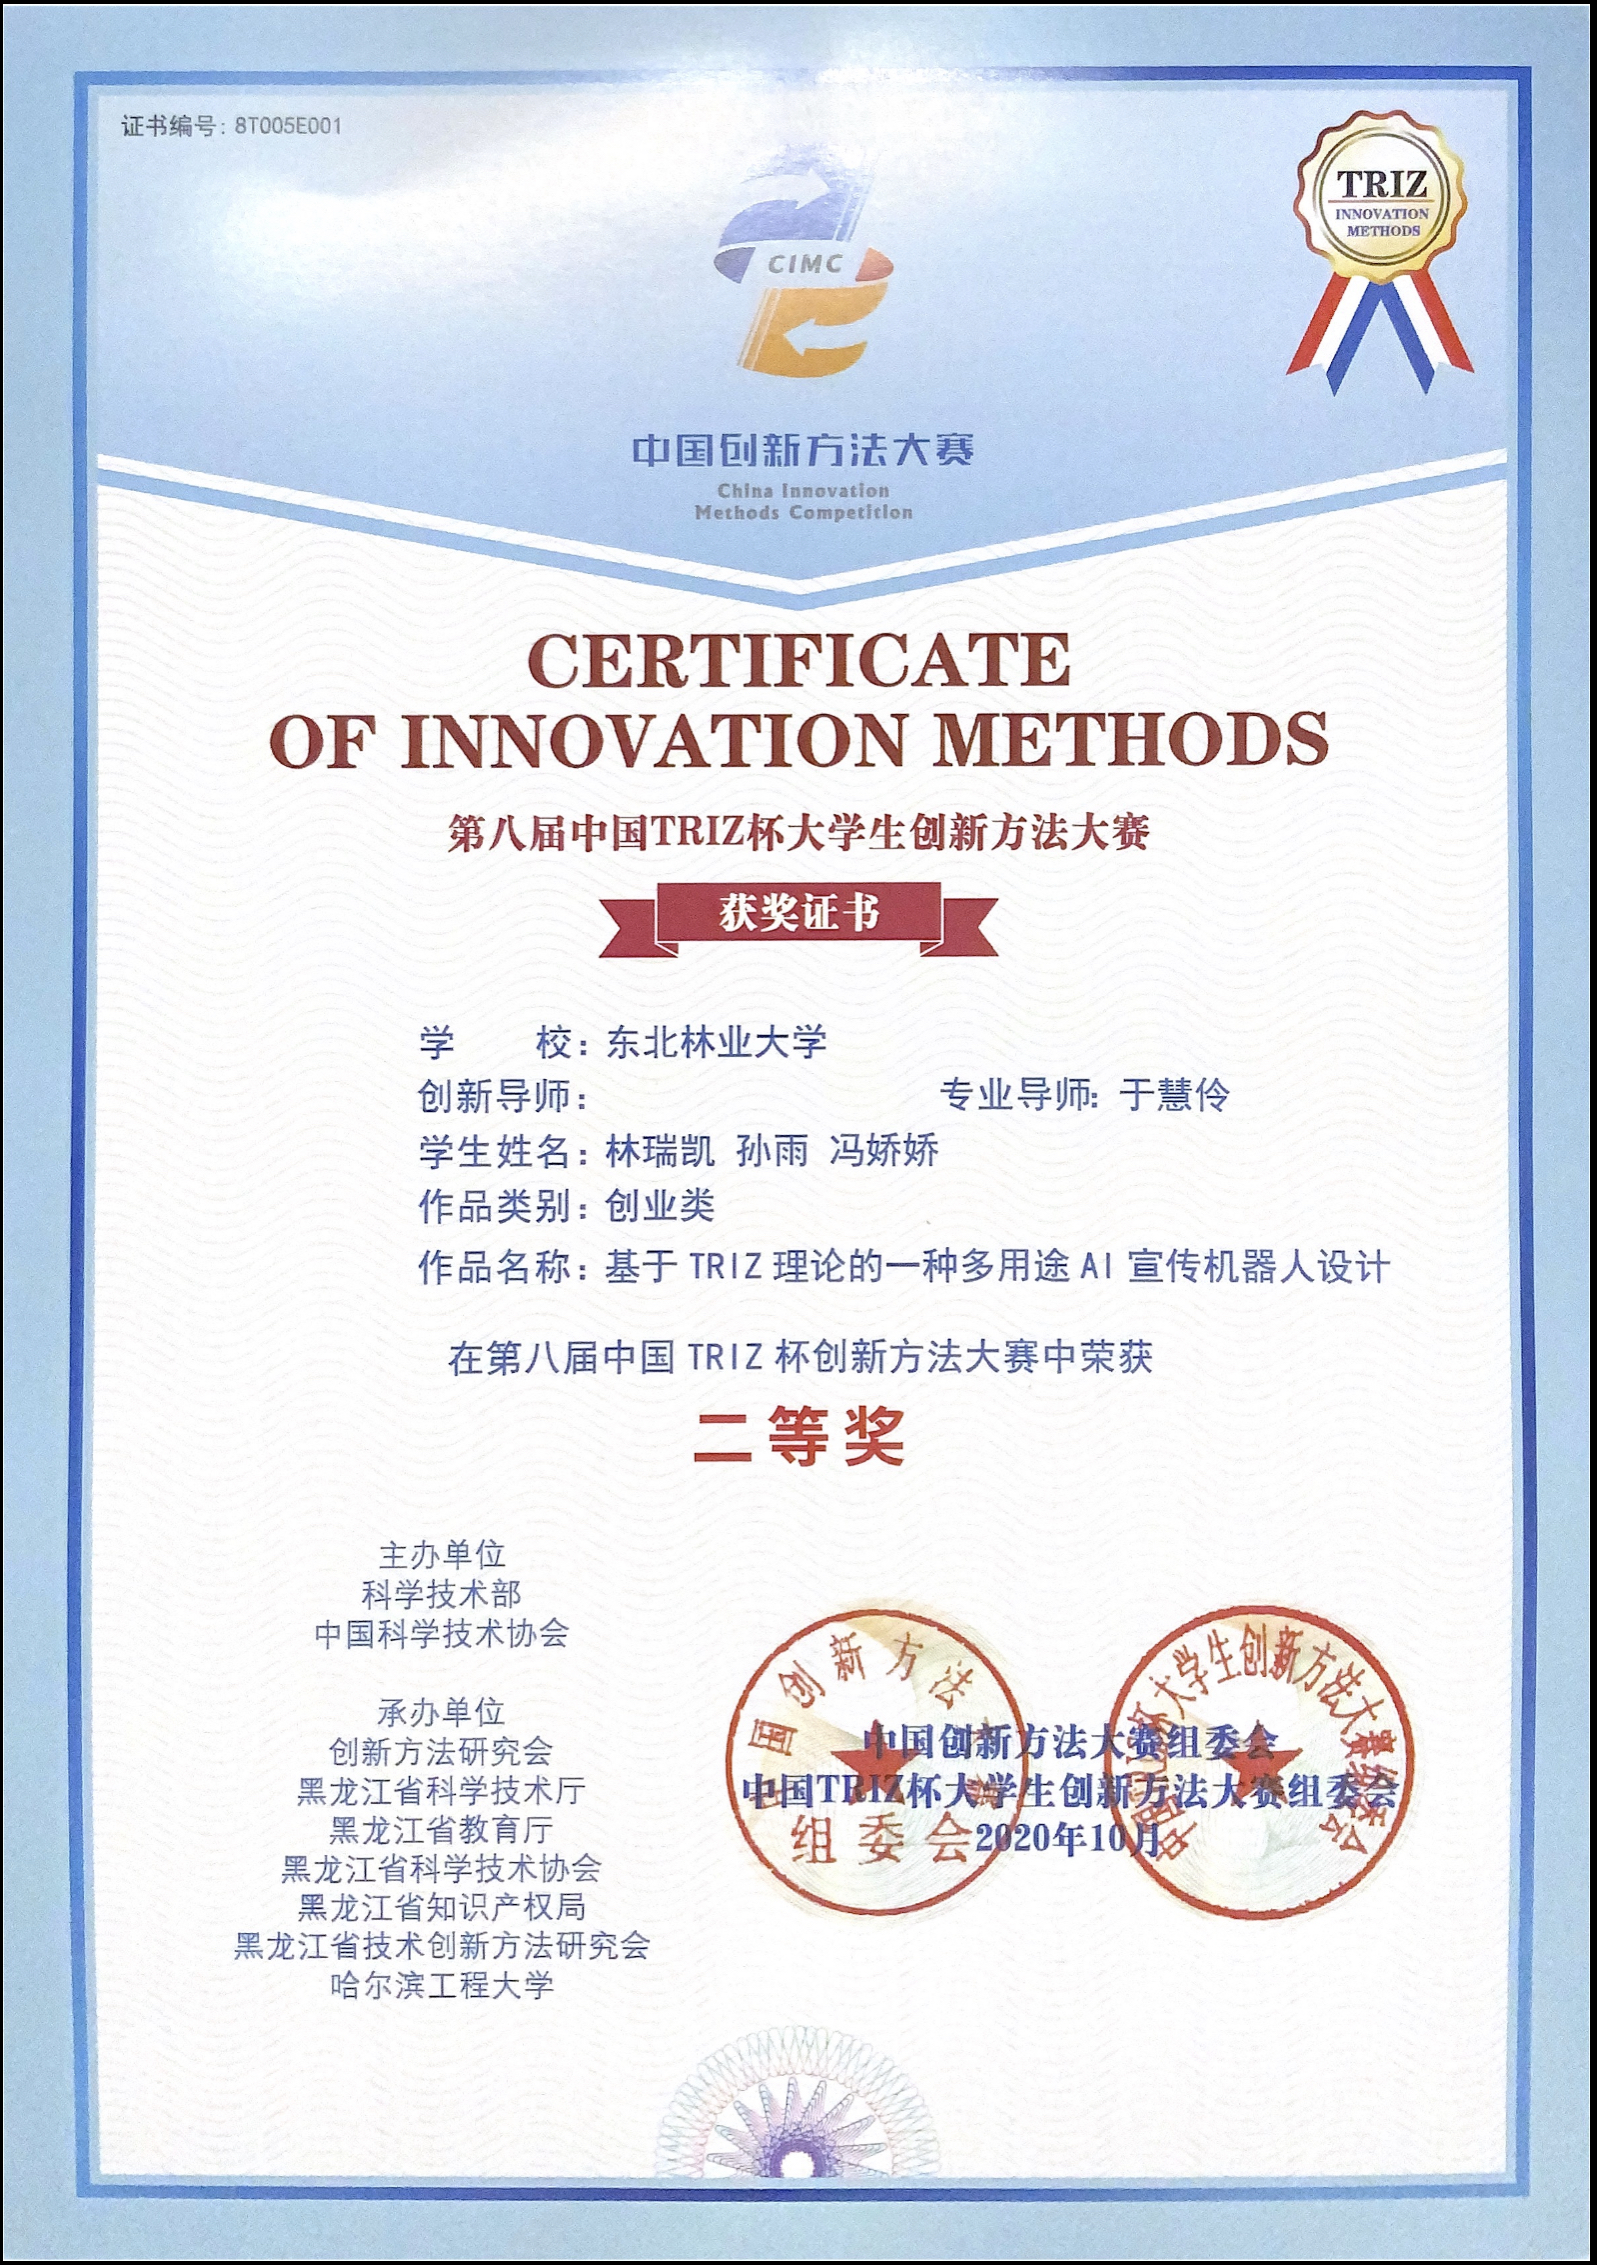 证书编号：8T005E001
TRIZ
INNOVATION
METHODS
CIMC
中国创新方法大赛
China Innovation
Methods Competition
CERTIFICATE
OF INNOVATION METHODS
第八届中国TRIZ杯大学生创新方法大赛
获奖证书
学 校：东北林业大学
创新导师： 专业导师：于慧伶
学生姓名：林瑞凯 孙雨 冯娇娇
作品类别：创业类
作品名称：基于 TRIZ 理论的一种多用途 AI 宣传机器人设计
在第八届中国 TRIZ 杯创新方法大赛中荣获
二等奖
主办单位
科学技术部
中国科学技术协会
承办单位
创新方法研究会
黑龙江省科学技术厅
黑龙江省教育厅
黑龙江省科学技术协会
黑龙江省知识产权局
黑龙江省技术创新方法研究会
哈尔滨工程大学
中国创新方法大赛
组委会
中国TRIZ杯大学生创新方法大赛组委会
中国创新方法大赛组委会
中国TRIZ杯大学生创新方法大赛组委会
2020年10月